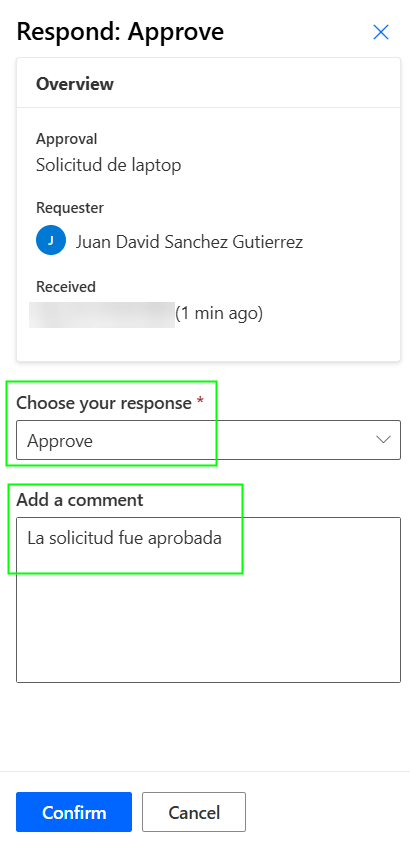 Respond: Approve
Overview
Approval
Solicitud de laptop
Requester
J Juan David Sanchez Gutierrez
Received
(1 min ago)
Choose your response *
Approve
Add a comment
La solicitud fue aprobada
Confirm Cancel